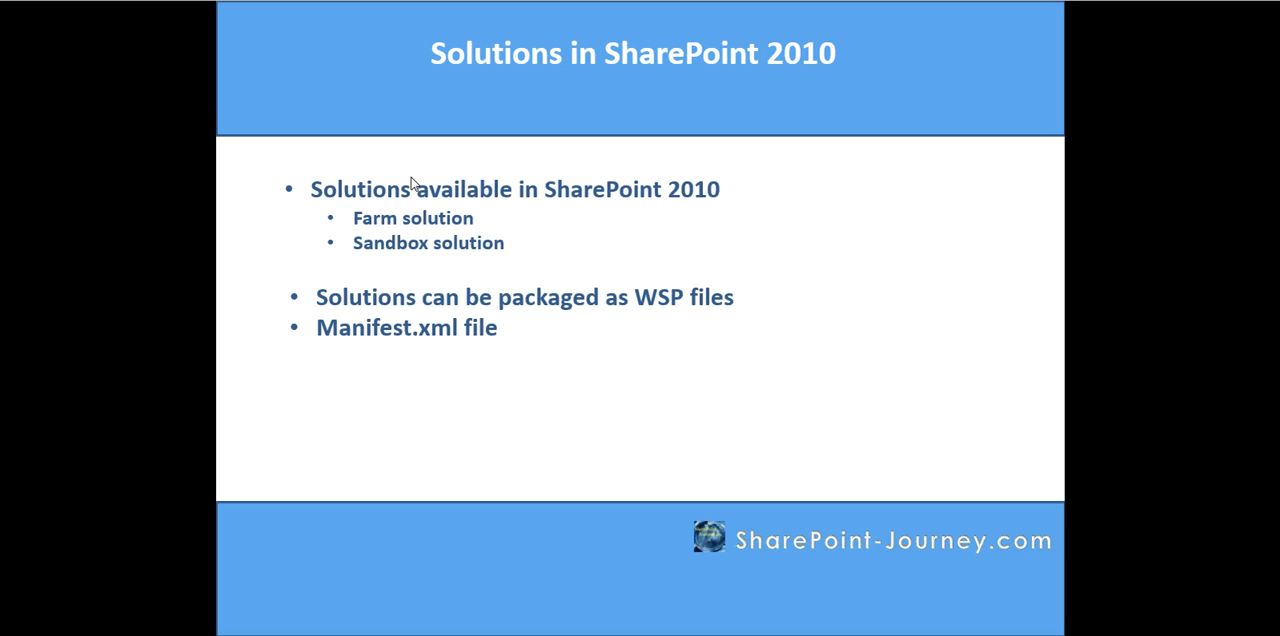 Solutions in SharePoint 2010
• Solutions available in SharePoint 2010
• Farm solution
• Sandbox solution
• Solutions can be packaged as WSP files
• Manifest.xml file
SharePoint-Journey.com